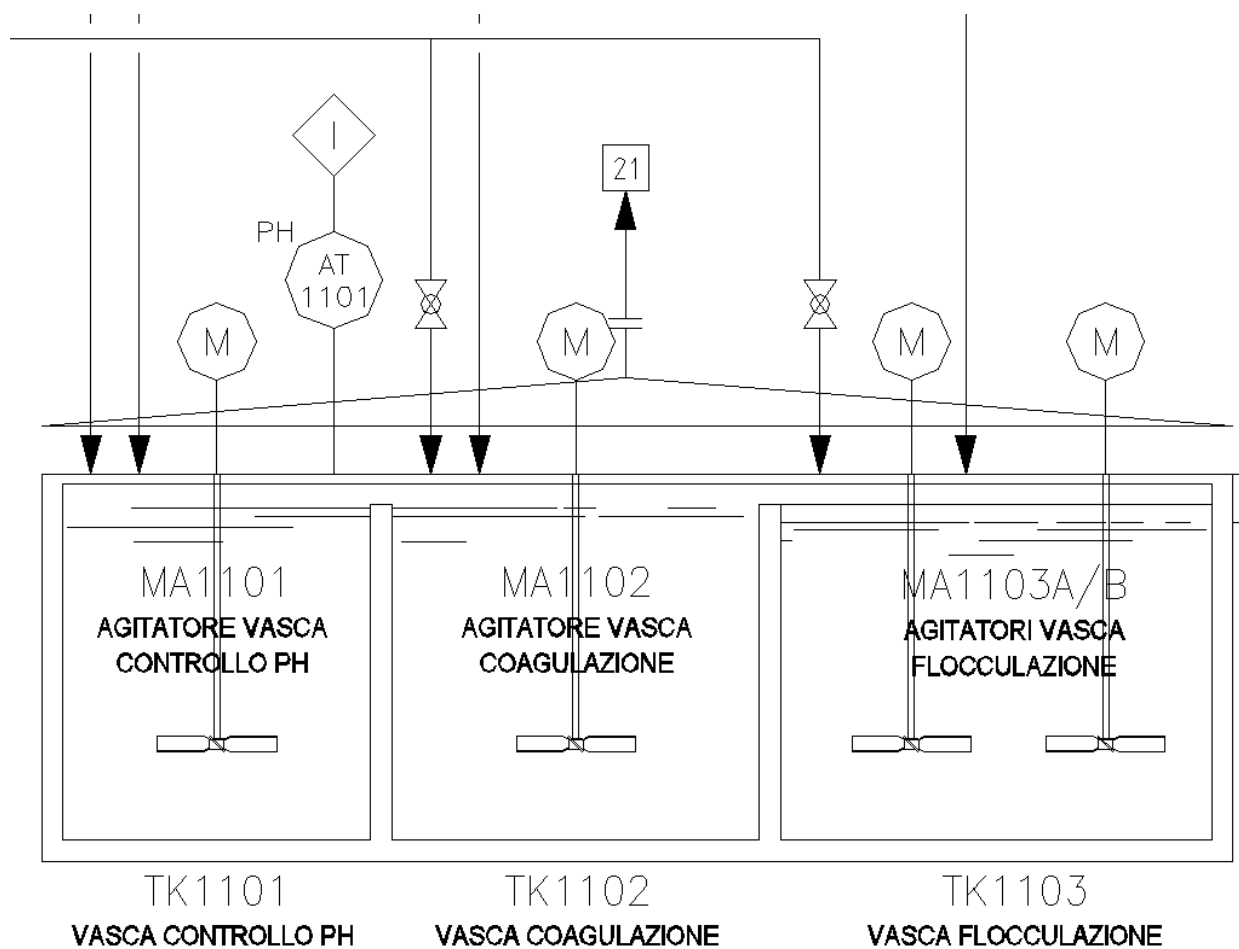 I
21
PH
AT
1101
M
M
M
M
MA1101
AGITATORE VASCA
CONTROLLO PH
MA1102
AGITATORE VASCA
COAGULAZIONE
MA1103A/B
AGITATORI VASCA
FLOCCULAZIONE
TK1101
VASCA CONTROLLO PH
TK1102
VASCA COAGULAZIONE
TK1103
VASCA FLOCCULAZIONE